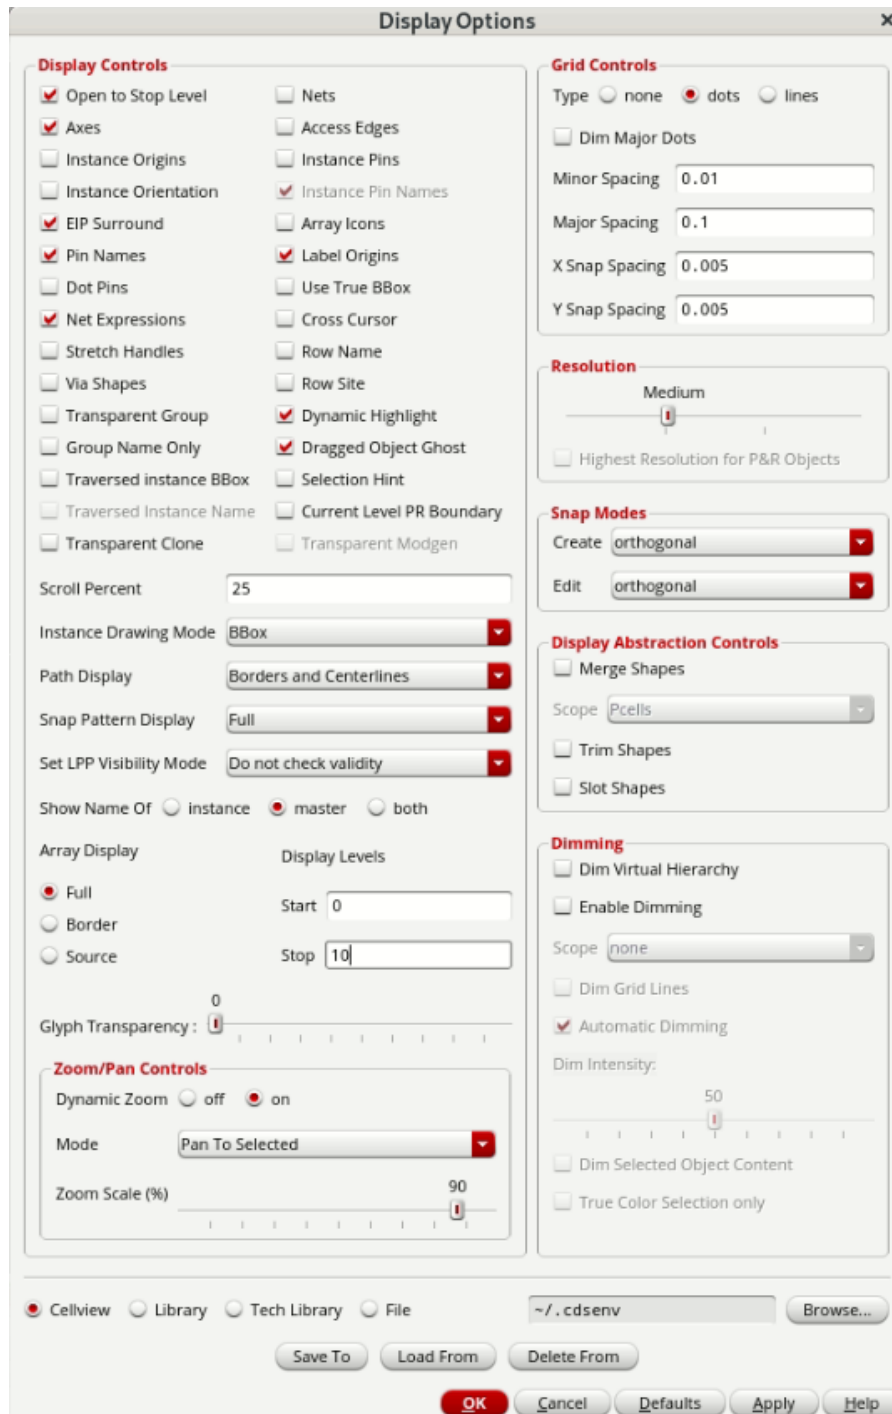 Display Options
Display Controls
Open to Stop Level
Nets
Axes
Access Edges
Instance Origins
Instance Pins
Instance Orientation
Instance Pin Names
EIP Surround
Array Icons
Pin Names
Label Origins
Dot Pins
Use True BBox
Net Expressions
Cross Cursor
Stretch Handles
Row Name
Via Shapes
Row Site
Transparent Group
Dynamic Highlight
Group Name Only
Dragged Object Ghost
Traversed instance BBox
Selection Hint
Traversed Instance Name
Current Level PR Boundary
Transparent Clone
Transparent Modgen
Scroll Percent 25
Instance Drawing Mode BBox
Path Display Borders and Centerlines
Snap Pattern Display Full
Set LPP Visibility Mode Do not check validity
Show Name Of instance master both
Array Display
Full
Border
Source
Display Levels
Start 0
Stop 10
0
Glyph Transparency :
Zoom/Pan Controls
Dynamic Zoom off on
Mode Pan To Selected
90
Zoom Scale (%)
Grid Controls
Type none dots lines
Dim Major Dots
Minor Spacing 0.01
Major Spacing 0.1
X Snap Spacing 0.005
Y Snap Spacing 0.005
Resolution
Medium
Highest Resolution for P&R Objects
Snap Modes
Create orthogonal
Edit orthogonal
Display Abstraction Controls
Merge Shapes
Scope Pcells
Trim Shapes
Slot Shapes
Dimming
Dim Virtual Hierarchy
Enable Dimming
Scope none
Dim Grid Lines
Automatic Dimming
Dim Intensity:
50
Dim Selected Object Content
True Color Selection only
Cellview Library Tech Library File ~/.cdsenv Browse...
Save To Load From Delete From
OK Cancel Defaults Apply Help